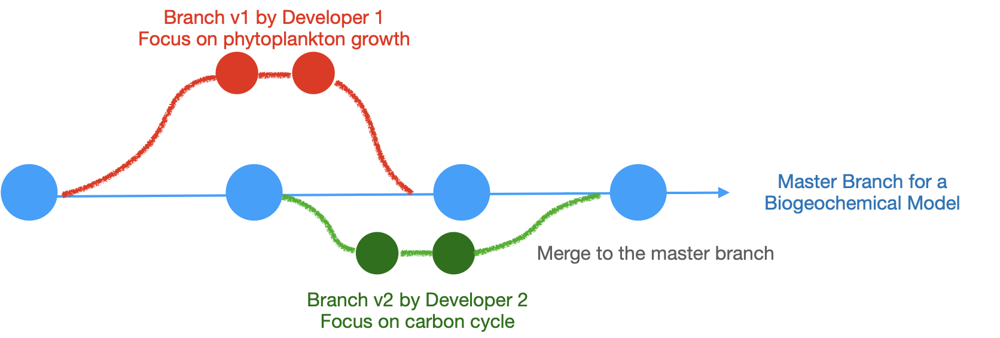 Branch v1 by Developer 1
Focus on phytoplankton growth
Master Branch for a
Biogeochemical Model
Merge to the master branch
Branch v2 by Developer 2
Focus on carbon cycle